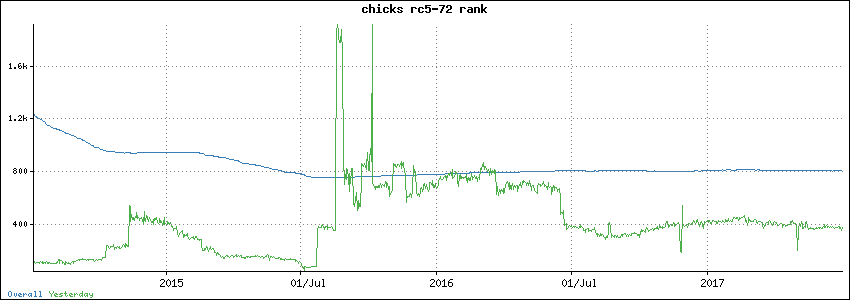 chicks rc5-72 rank
1.6k
1.2k
800
400
2015 01/Jul 2016 01/Jul 2017
Overall Yesterday